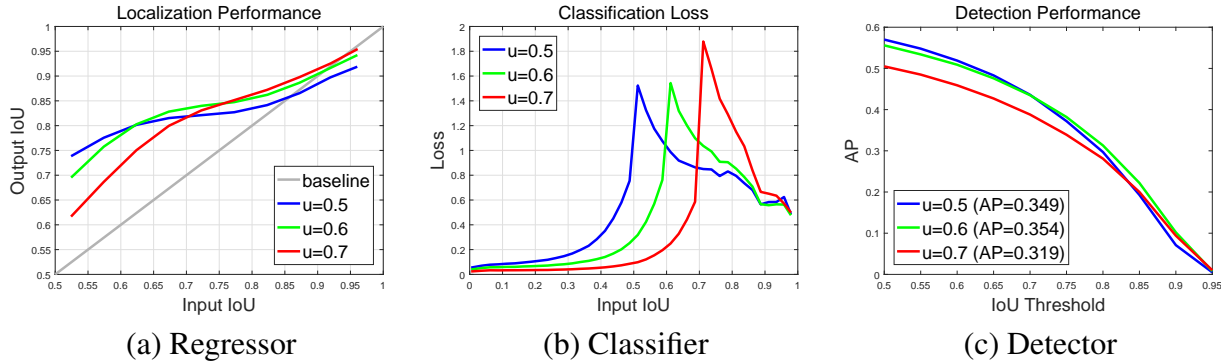 Localization Performance
1
0.95
0.9
0.85
0.8
0.75
0.7
0.65
0.6
0.55
0.5
Output IoU
baseline
u=0.5
u=0.6
u=0.7
0.5 0.55 0.6 0.65 0.7 0.75 0.8 0.85 0.9 0.95 1
Input IoU
(a) Regressor
Classification Loss
2
1.8
1.6
1.4
1.2
1
0.8
0.6
0.4
0.2
0
Loss
u=0.5
u=0.6
u=0.7
0 0.1 0.2 0.3 0.4 0.5 0.6 0.7 0.8 0.9 1
Input IoU
(b) Classifier
Detection Performance
0.6
0.5
0.4
0.3
0.2
0.1
0
AP
u=0.5 (AP=0.349)
u=0.6 (AP=0.354)
u=0.7 (AP=0.319)
0.5 0.55 0.6 0.65 0.7 0.75 0.8 0.85 0.9 0.95
IoU Threshold
(c) Detector